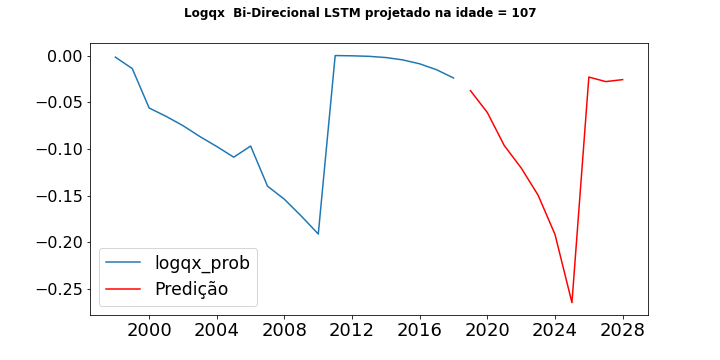 Logqx  Bi-Direcional LSTM projetado na idade = 107
0.00
−0.05
−0.10
−0.15
−0.20
−0.25
logqx_prob
Predição
2000 2004 2008 2012 2016 2020 2024 2028